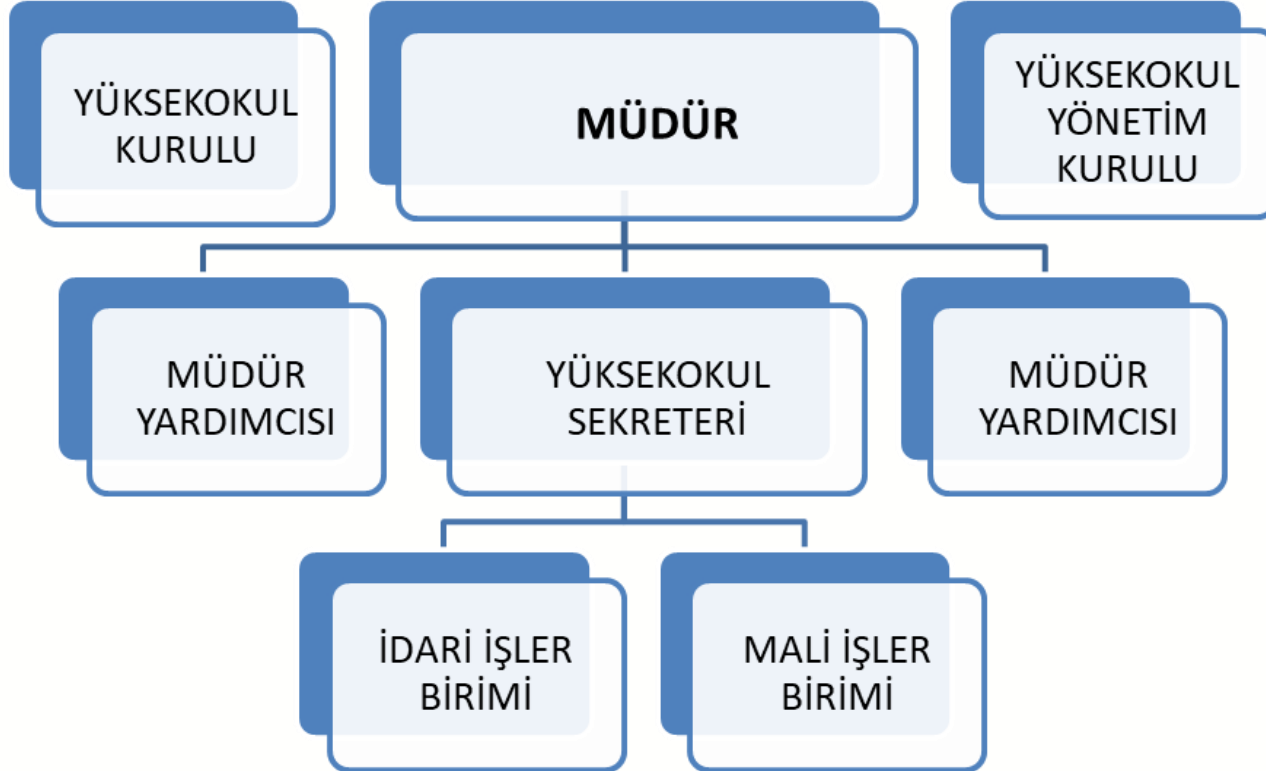 YÜKSEKOKUL
KURULU
MÜDÜR
YÜKSEKOKUL
YÖNETİM
KURULU
MÜDÜR
YARDIMCISI
YÜKSEKOKUL
SEKRETERİ
MÜDÜR
YARDIMCISI
İDARİ İŞLER
BİRİMİ
MALİ İŞLER
BİRİMİ